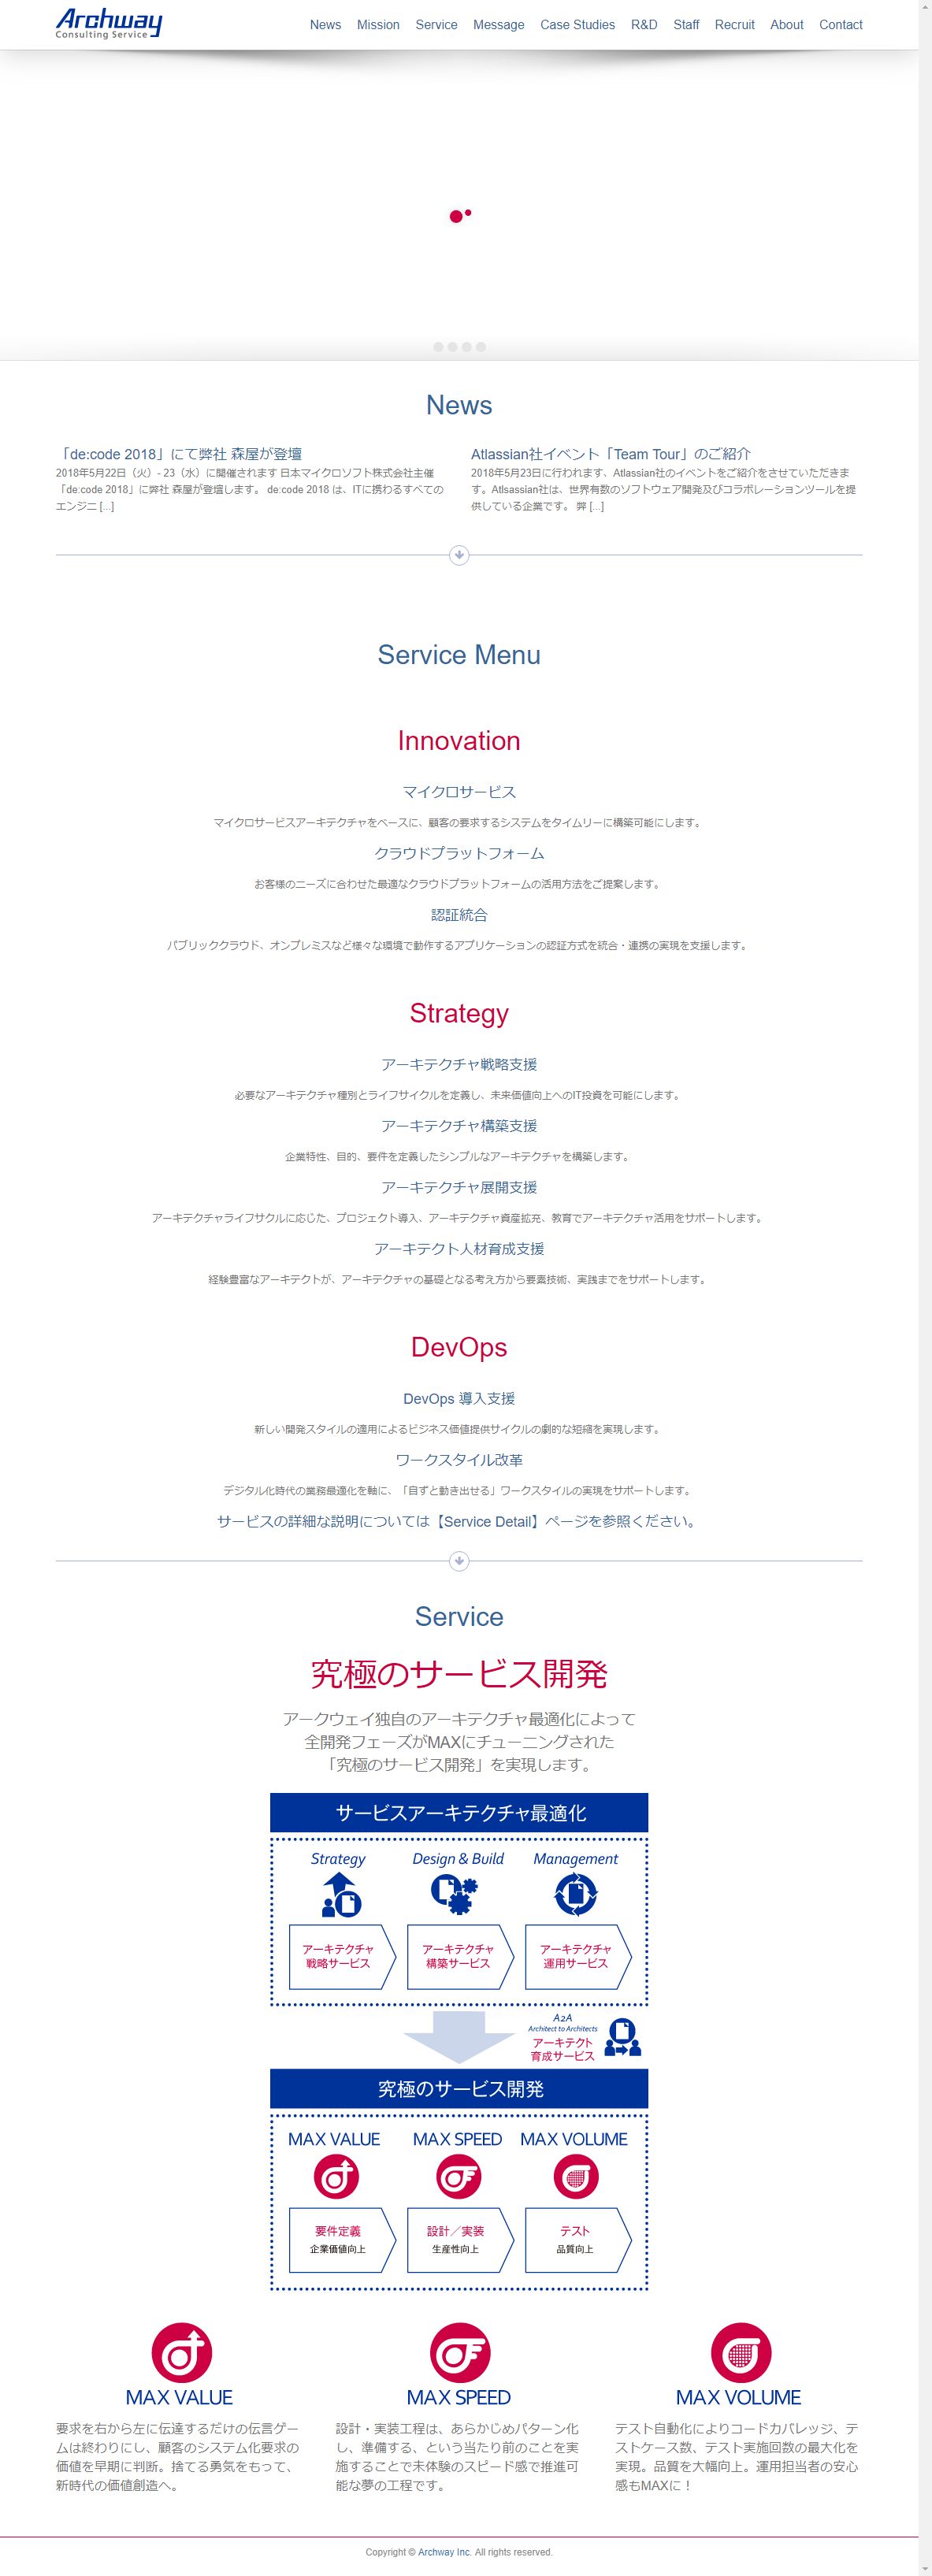 Archway
Consulting Service
News Mission Service Message Case Studies R&D Staff Recruit About Contact
News
「de:code 2018」にて弊社 森屋が登壇
2018年5月22日（火）- 23（水）に開催されます 日本マイクロソフト株式会社主催
「de:code 2018」に弊社 森屋が登壇します。 de:code 2018 は、ITに携わるすべての
エンジニ [...]
Atlassian社イベント「Team Tour」のご紹介
2018年5月23日に行われます、Atlassian社のイベントをご紹介をさせていただきま
す。Atlsassian社は、世界有数のソフトウェア開発及びコラボレーションツールを提
供している企業です。 弊 [...]
Service Menu
Innovation
マイクロサービス
マイクロサービスアーキテクチャをベースに、顧客の要求するシステムをタイムリーに構築可能にします。
クラウドプラットフォーム
お客様のニーズに合わせた最適なクラウドプラットフォームの活用方法をご提案します。
認証統合
パブリッククラウド、オンプレミスなど様々な環境で動作するアプリケーションの認証方式を統合・連携の実現を支援します。
Strategy
アーキテクチャ戦略支援
必要なアーキテクチャ種別とライフサイクルを定義し、未来価値向上へのIT投資を可能にします。
アーキテクチャ構築支援
企業特性、目的、要件を定義したシンプルなアーキテクチャを構築します。
アーキテクチャ展開支援
アーキテクチャライフサクルに応じた、プロジェクト導入、アーキテクチャ資産拡充、教育でアーキテクチャ活用をサポートします。
アーキテクト人材育成支援
経験豊富なアーキテクトが、アーキテクチャの基礎となる考え方から要素技術、実践までをサポートします。
DevOps
DevOps 導入支援
新しい開発スタイルの適用によるビジネス価値提供サイクルの劇的な短縮を実現します。
ワークスタイル改革
デジタル化時代の業務最適化を軸に、「自ずと動き出せる」ワークスタイルの実現をサポートします。
サービスの詳細な説明については【Service Detail】ページを参照ください。
Service
究極のサービス開発
アークウェイ独自のアーキテクチャ最適化によって
全開発フェーズがMAXにチューニングされた
「究極のサービス開発」を実現します。
サービスアーキテクチャ最適化
Strategy Design & Build Management
アーキテクチャ
戦略サービス
アーキテクチャ
構築サービス
アーキテクチャ
運用サービス
A2A
Architect to Architects
アーキテクト
育成サービス
究極のサービス開発
MAX VALUE MAX SPEED MAX VOLUME
要件定義
企業価値向上
設計／実装
生産性向上
テスト
品質向上
MAX VALUE
要求を右から左に伝達するだけの伝言ゲー
ムは終わりにし、顧客のシステム化要求の
価値を早期に判断。捨てる勇気をもって、
新時代の価値創造へ。
MAX SPEED
設計・実装工程は、あらかじめパターン化
し、準備する、という当たり前のことを実
施することで未体験のスピード感で推進可
能な夢の工程です。
MAX VOLUME
テスト自動化によりコードカバレッジ、テ
ストケース数、テスト実施回数の最大化を
実現。品質を大幅向上。運用担当者の安心
感もMAXに！
Copyright © Archway Inc. All rights reserved.